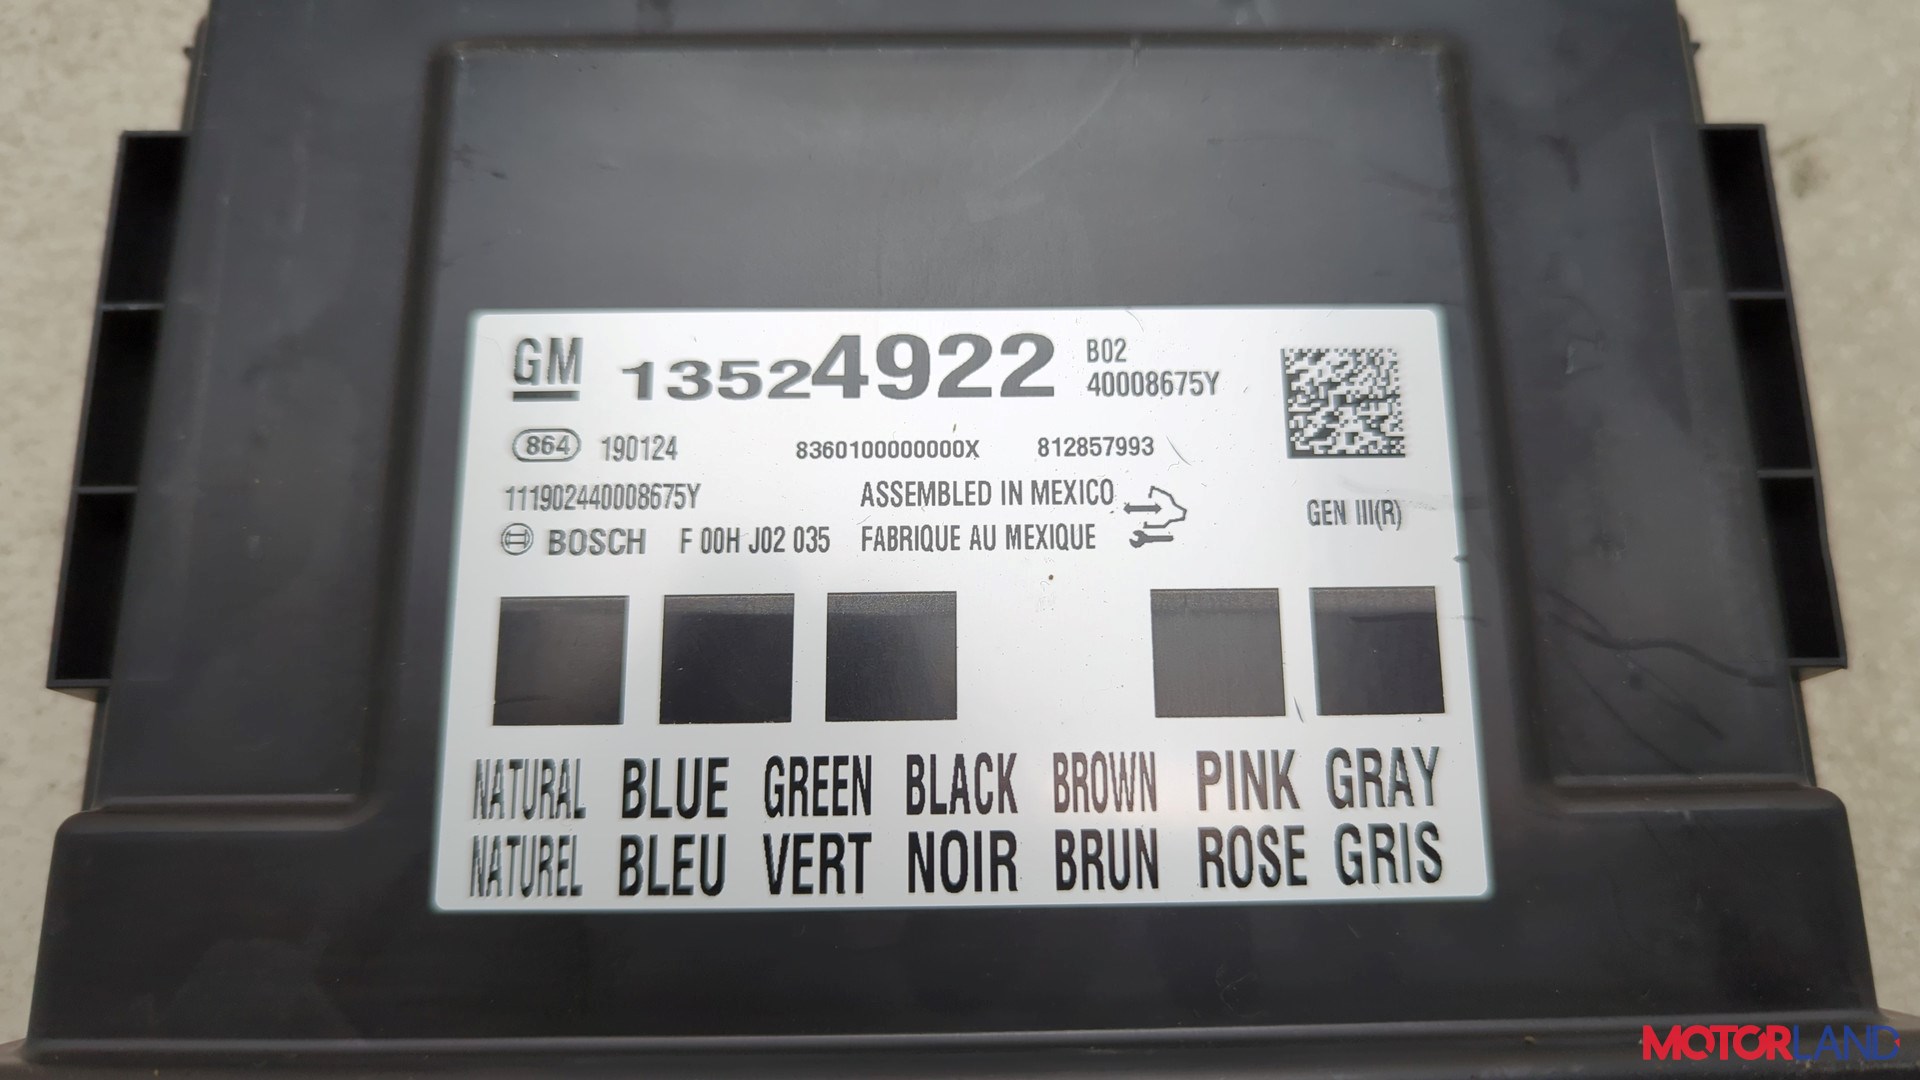 GM 13524922 B02
40008675Y
864 190124 8360100000000X 812857993
111902440008675Y ASSEMBLED IN MEXICO GEN III(R)
BOSCH F 00H J02 035 FABRIQUE AU MEXIQUE
NATURAL BLUE GREEN BLACK BROWN PINK GRAY
NATUREL BLEU VERT NOIR BRUN ROSE GRIS
MOTORLAND